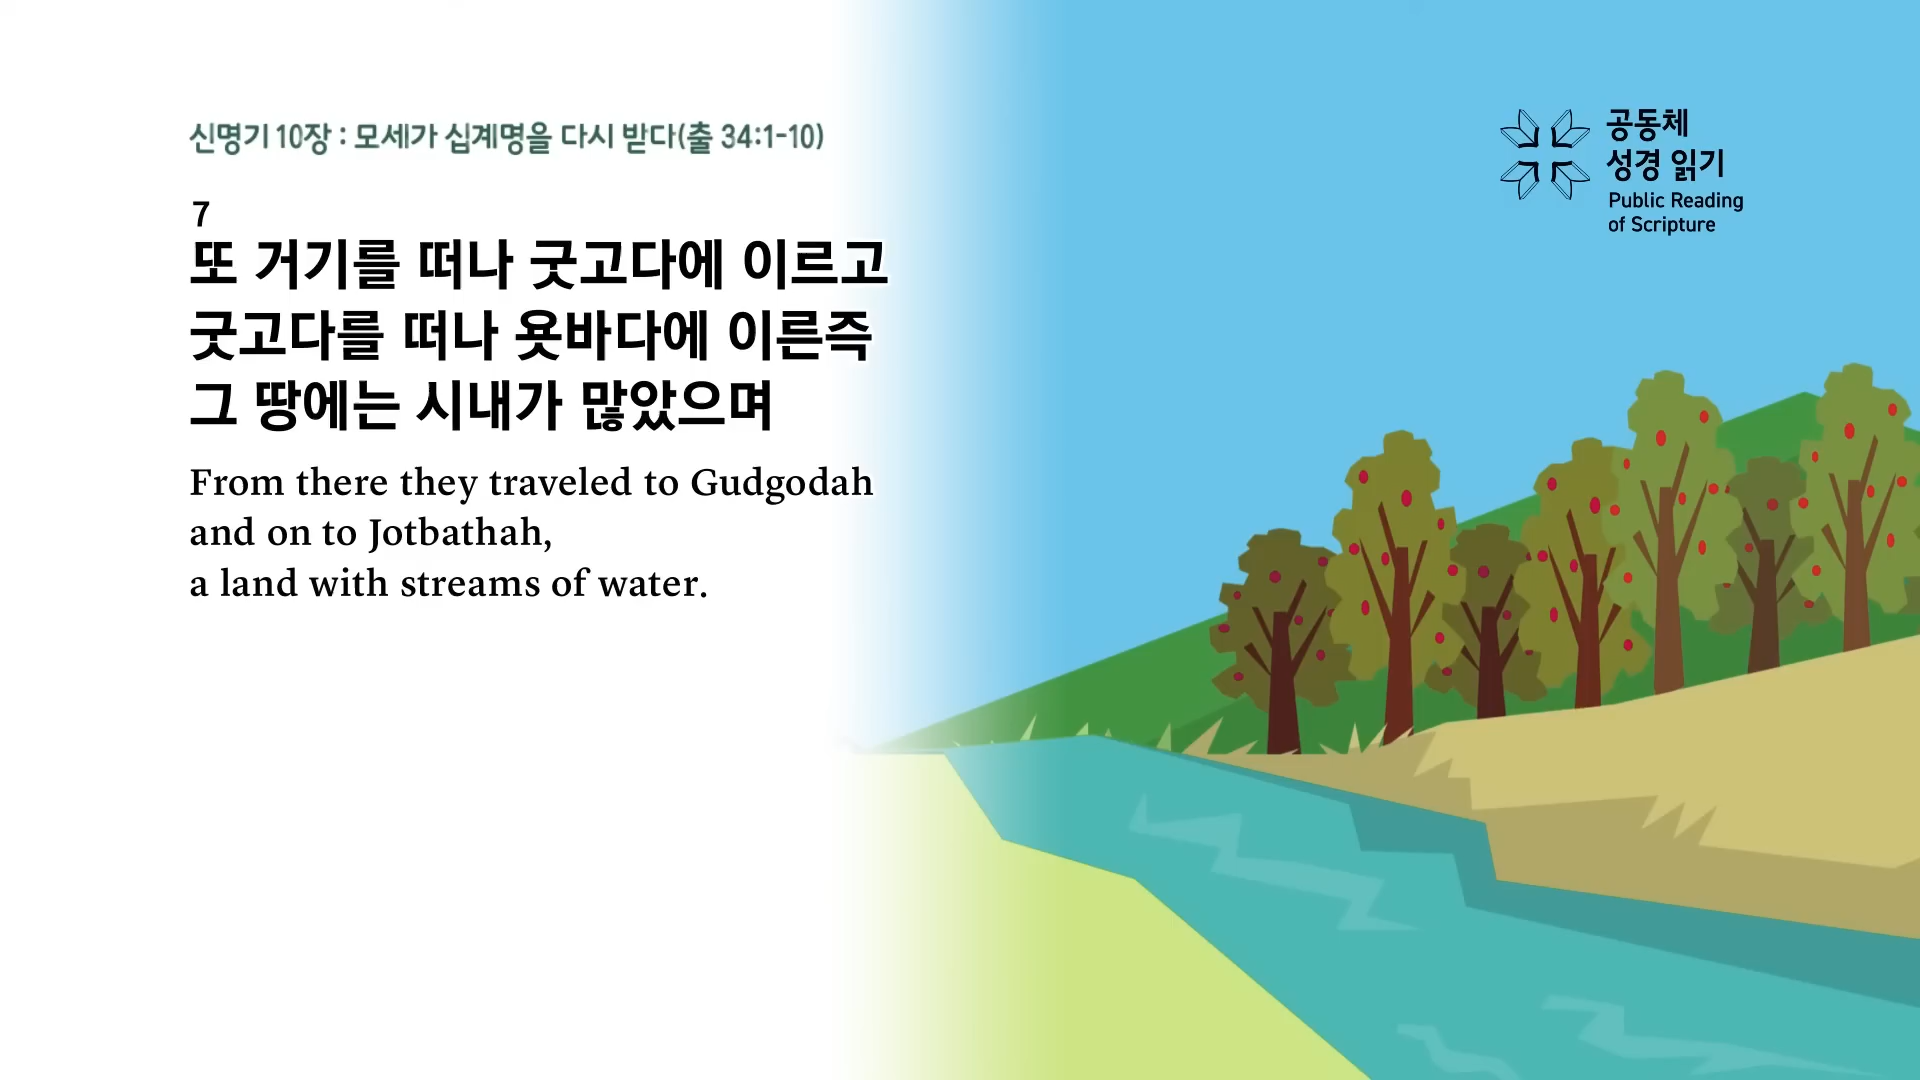 신명기 10장 : 모세가 십계명을 다시 받다(출 34:1-10)
7
또 거기를 떠나 굿고다에 이르고
굿고다를 떠나 욧바다에 이른즉
그 땅에는 시내가 많았으며
From there they traveled to Gudgodah
and on to Jotbathah,
a land with streams of water.
공동체
성경 읽기
Public Reading
of Scripture